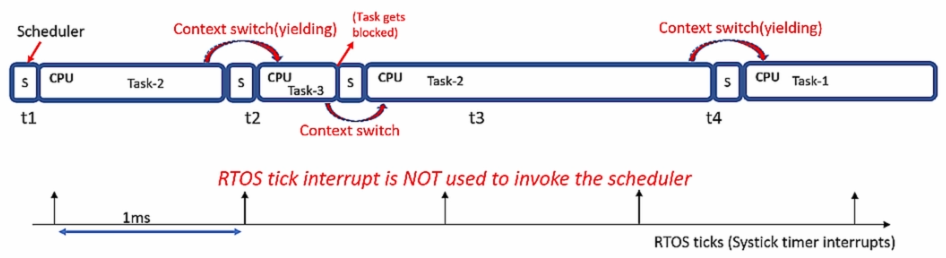 Scheduler
Context switch(yielding)
(Task gets
blocked)
Context switch(yielding)
S
CPU
Task-2
S
CPU
Task-3
S
CPU
Task-2
S
CPU
Task-1
t1
t2
t3
t4
Context switch
RTOS tick interrupt is NOT used to invoke the scheduler
1ms
RTOS ticks (Systick timer interrupts)